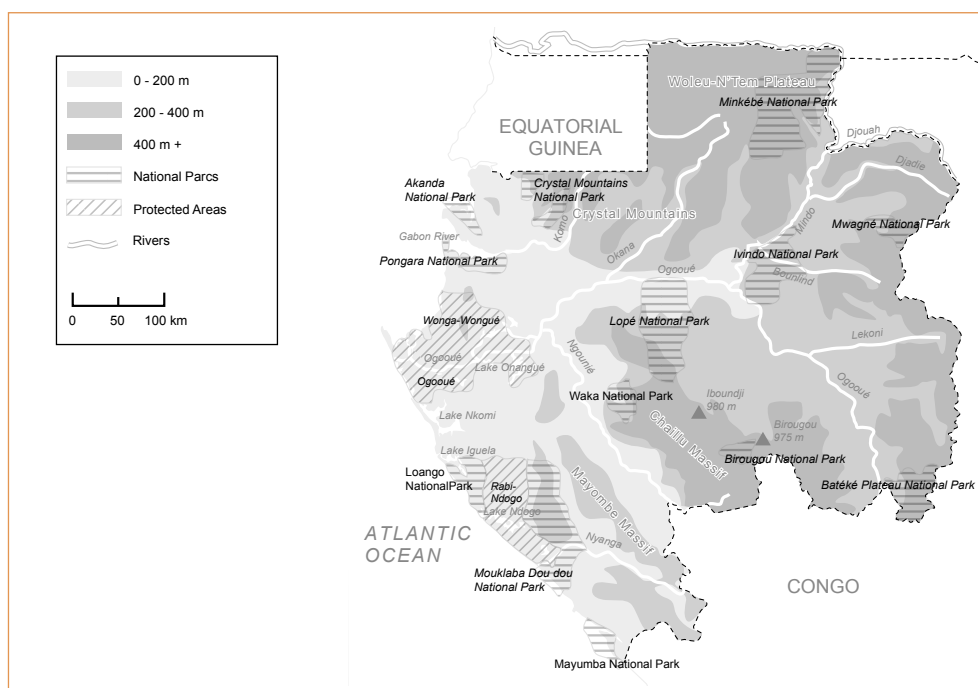 0 - 200 m
200 - 400 m
400 m +
National Parcs
Protected Areas
Rivers
0 50 100 km
Woleu-N'Tem Plateau
Minkébé National Park
EQUATORIAL
GUINEA
Djouah
Djadie
Akanda
National Park
Crystal Mountains
National Park
Crystal Mountains
Komo
Okana
Mindo
Mwagné National Park
Gabon River
Pongara National Park
Ivindo National Park
Ogooué
Bounlind
Wonga-Wongué
Lopé National Park
Lekoni
Ogooué
Lake Onangué
Ogooué
Ngounié
Ogooué
Waka National Park
Iboundji
980 m
Lake Nkomi
Chaillu Massif
Birougou
975 m
Birougou National Park
Lake Iguela
Loango
NationalPark
Rabi-
Ndogo
Lake Ndogo
Mayombe Massif
Batéké Plateau National Park
ATLANTIC
OCEAN
Nyanga
Mouklaba Dou dou
National Park
CONGO
Mayumba National Park